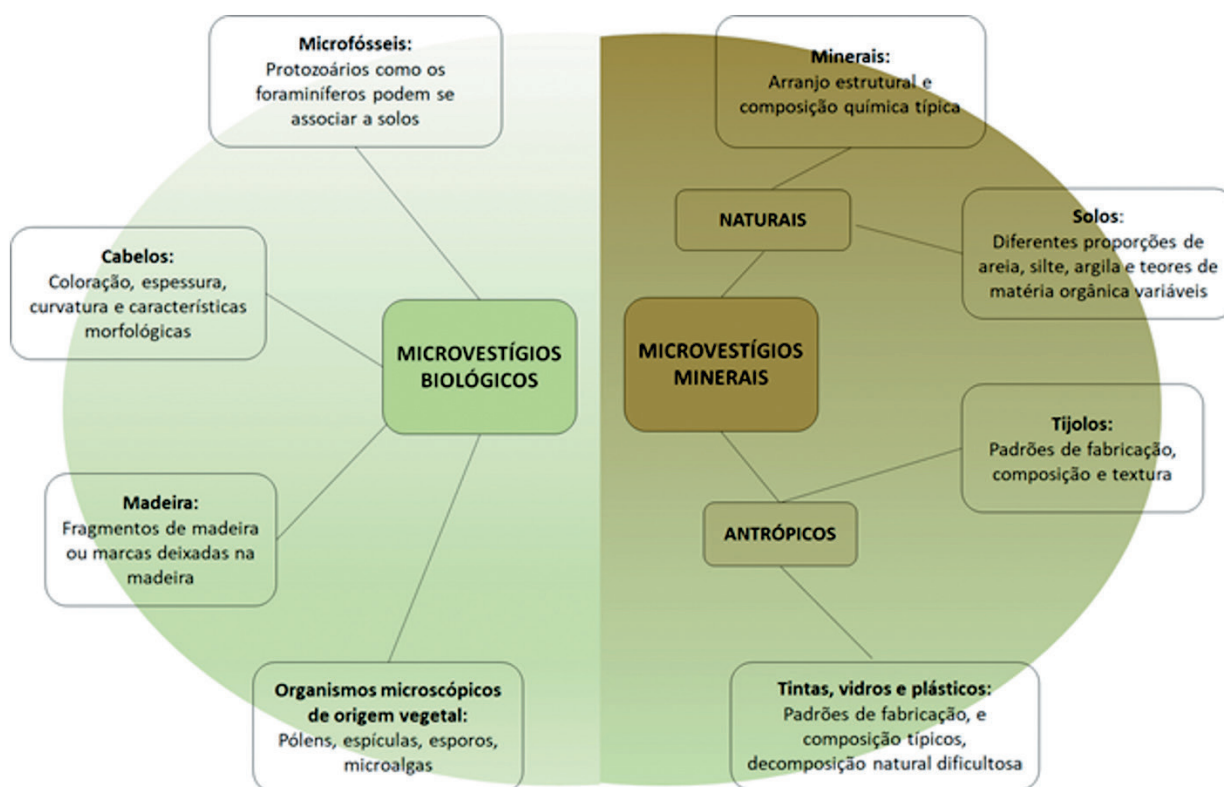 Microfósseis:
Protozoários como os
foraminíferos podem se
associar a solos
Cabelos:
Coloração, espessura,
curvatura e características
morfológicas
MICROVESTÍGIOS
BIOLÓGICOS
Madeira:
Fragmentos de madeira
ou marcas deixadas na
madeira
Organismos microscópicos
de origem vegetal:
Pólens, espículas, esporos,
microalgas
Minerais:
Arranjo estrutural e
composição química típica
NATURAIS
Solos:
Diferentes proporções de
areia, silte, argila e teores de
matéria orgânica variáveis
MICROVESTÍGIOS
MINERAIS
Tijolos:
Padrões de fabricação,
composição e textura
ANTRÓPICOS
Tintas, vidros e plásticos:
Padrões de fabricação, e
composição típicos,
decomposição natural dificultosa